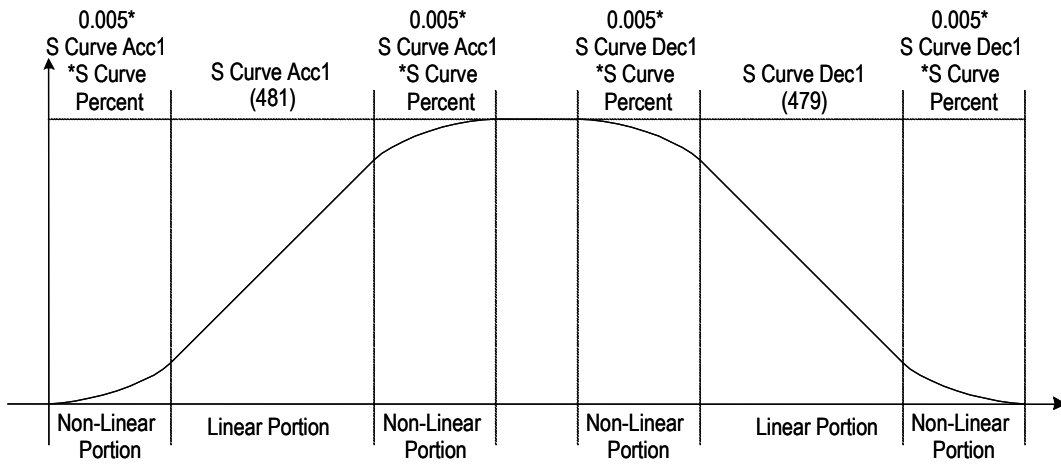 0.005*
S Curve Acc1
*S Curve
Percent
S Curve Acc1
(481)
0.005*
S Curve Acc1
*S Curve
Percent
0.005*
S Curve Dec1
*S Curve
Percent
S Curve Dec1
(479)
0.005*
S Curve Dec1
*S Curve
Percent
Non-Linear
Portion
Linear Portion
Non-Linear
Portion
Non-Linear
Portion
Linear Portion
Non-Linear
Portion